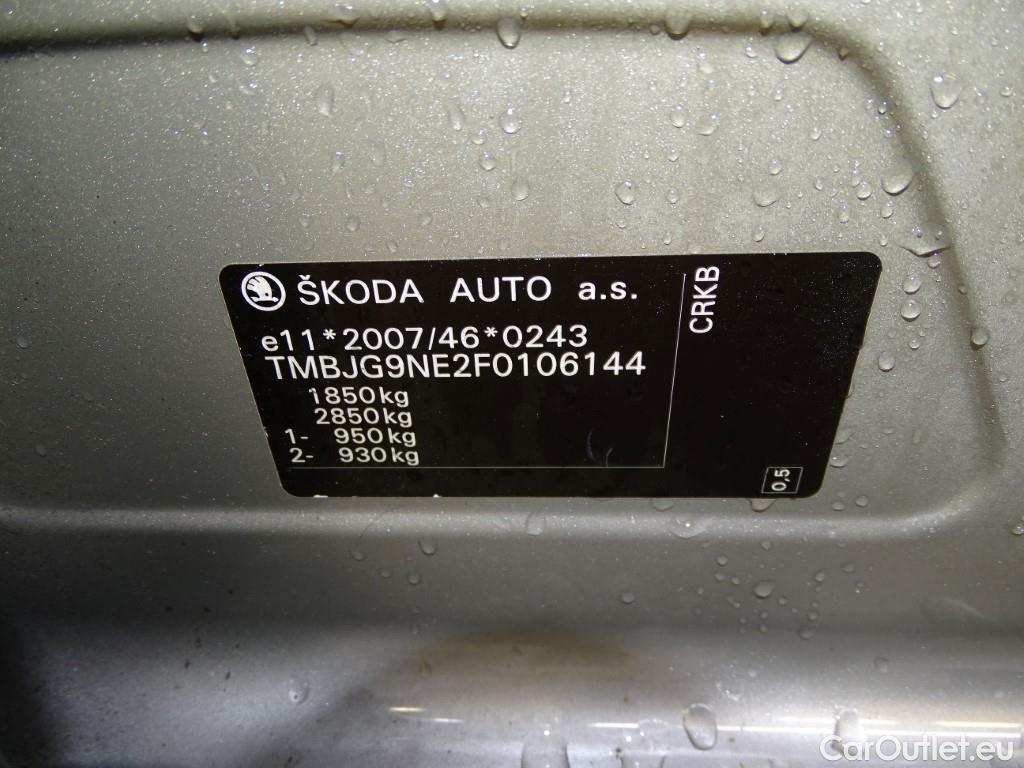 ŠKODA AUTO a.s.
e11*2007/46*0243
TMBJG9NE2F0106144
1850kg
2850kg
1- 950kg
2- 930kg
CRKB
0,5
CarOutlet.eu